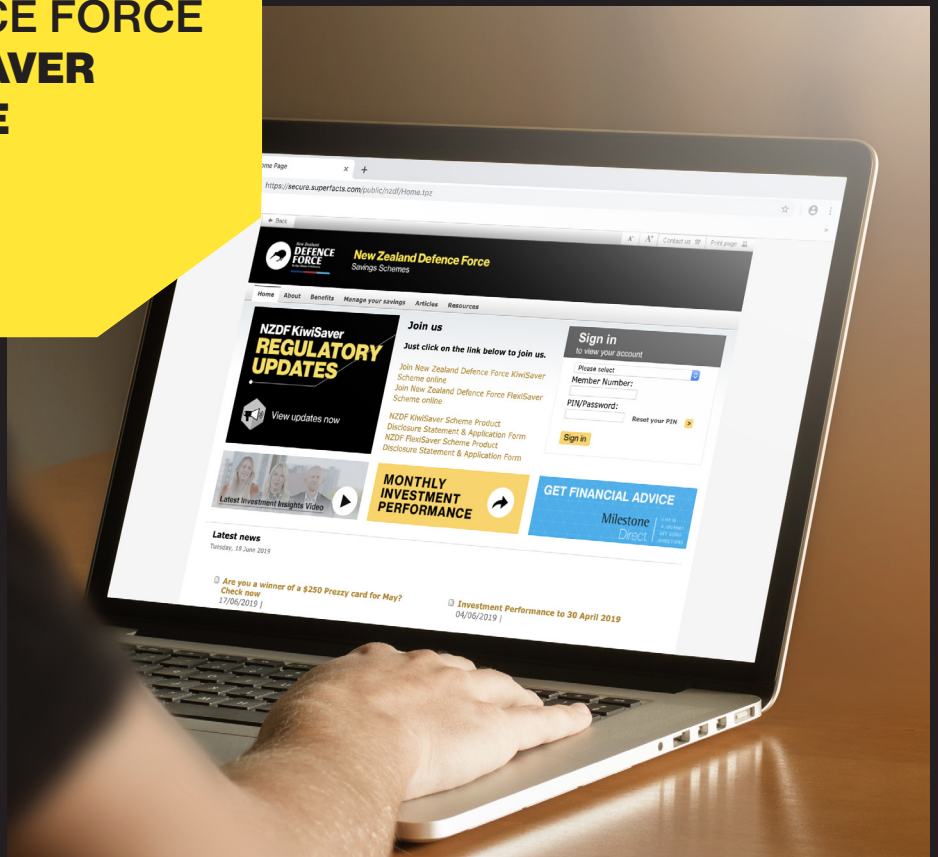 CE FORCE
AVER
E
ome Page
https://secure.superfacts.com/public/nzdf/Home.tpz
Back
A- A+ Contact us Print page
New Zealand
DEFENCE
FORCE
New Zealand Defence Force
Savings Schemes
Home About Benefits Manage your savings Articles Resources
NZDF KiwiSaver
REGULATORY
UPDATES
View updates now
Join us
Just click on the link below to join us.
Join New Zealand Defence Force KiwiSaver
Scheme online
Join New Zealand Defence Force FlexiSaver
Scheme online
NZDF KiwiSaver Scheme Product
Disclosure Statement & Application Form
NZDF FlexiSaver Scheme Product
Disclosure Statement & Application Form
Sign in
to view your account
Please select
Member Number:
PIN/Password:
Reset your PIN >
Sign in
Latest Investment Insights Video
MONTHLY
INVESTMENT
PERFORMANCE
GET FINANCIAL ADVICE
Milestone
Direct
LIFE IS
A JOURNEY
GET GOOD
DIRECTIONS
Latest news
Tuesday, 18 June 2019
Are you a winner of a $250 Prezzy card for May?
Check now
17/06/2019 |
Investment Performance to 30 April 2019
04/06/2019 |